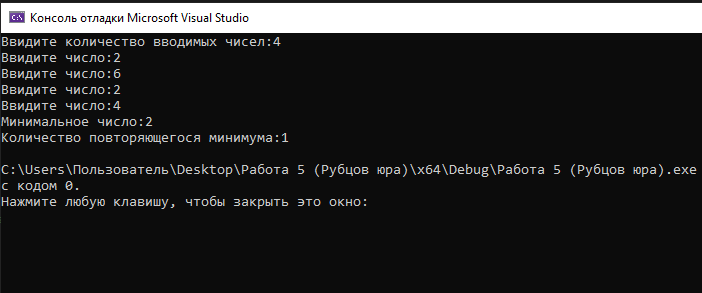 Консоль отладки Microsoft Visual Studio
Ввидите количество вводимых чисел:4
Ввидите число:2
Ввидите число:6
Ввидите число:2
Ввидите число:4
Минимальное число:2
Количество повторяющегося минимума:1
C:\Users\Пользователь\Desktop\Работа 5 (Рубцов юра)\x64\Debug\Работа 5 (Рубцов юра).exe
с кодом 0.
Нажмите любую клавишу, чтобы закрыть это окно: